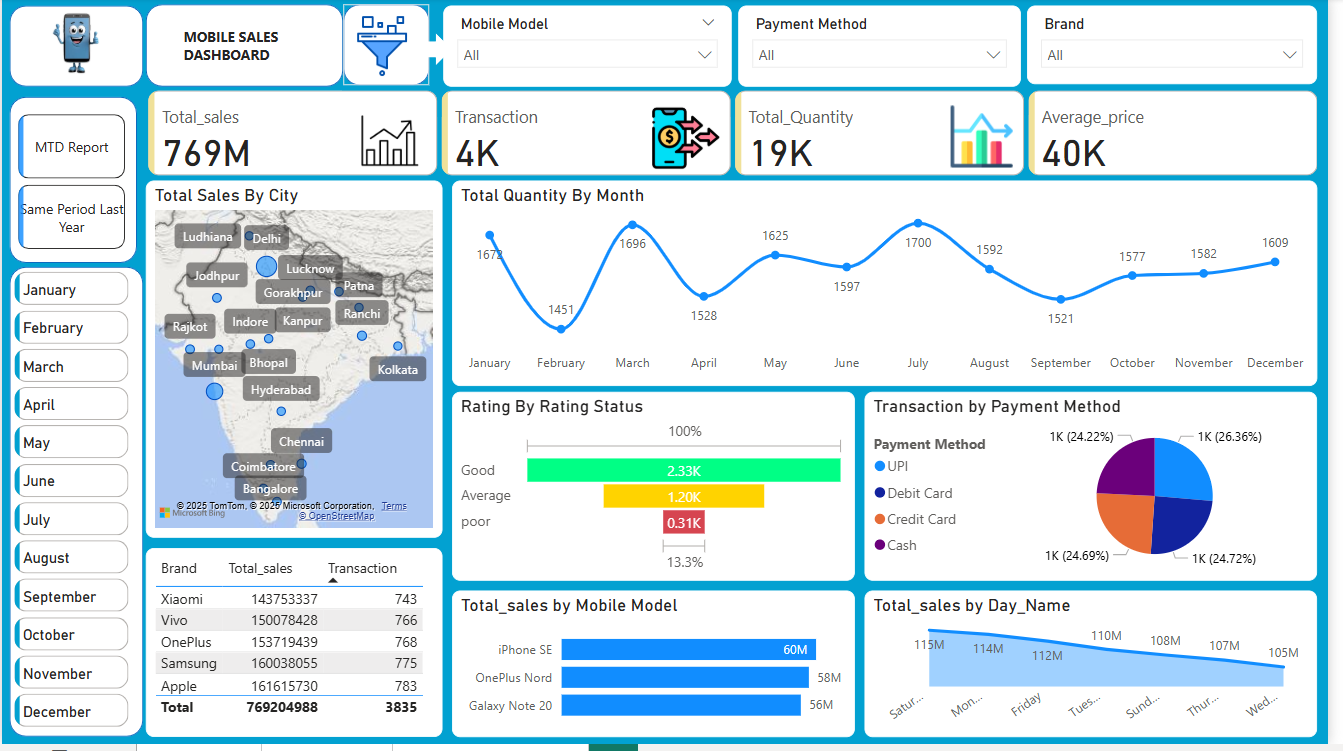 MOBILE SALES
DASHBOARD
Mobile Model
All
Payment Method
All
Brand
All
MTD Report
Same Period Last
Year
January
February
March
April
May
June
July
August
September
October
November
December
Total_sales
769M
Transaction
4K
Total_Quantity
19K
Average_price
40K
Total Sales By City
Ludhiana
Delhi
Jodhpur
Lucknow
Gorakhpur
Patna
Rajkot
Indore
Kanpur
Ranchi
Mumbai
Bhopal
Kolkata
Hyderabad
Chennai
Coimbatore
Bangalore
© 2025 TomTom, © 2025 Microsoft Corporation, Terms
Microsoft Bing
© OpenStreetMap
Total Quantity By Month
1672
1451
1696
1528
1625
1597
1700
1592
1521
1577
1582
1609
January February March April May June July August September October November December
Rating By Rating Status
100%
Good 2.33K
Average 1.20K
poor 0.31K
13.3%
Transaction by Payment Method
Payment Method
UPI
Debit Card
Credit Card
Cash
1K (24.22%)
1K (26.36%)
1K (24.69%)
1K (24.72%)
Brand Total_sales Transaction
Xiaomi 143753337 743
Vivo 150078428 766
OnePlus 153719439 768
Samsung 160038055 775
Apple 161615730 783
Total 769204988 3835
Total_sales by Mobile Model
iPhone SE 60M
OnePlus Nord 58M
Galaxy Note 20 56M
Total_sales by Day_Name
115M
114M
112M
110M
108M
107M
105M
Satur... Mon... Friday Tues... Sund... Thur... Wed...